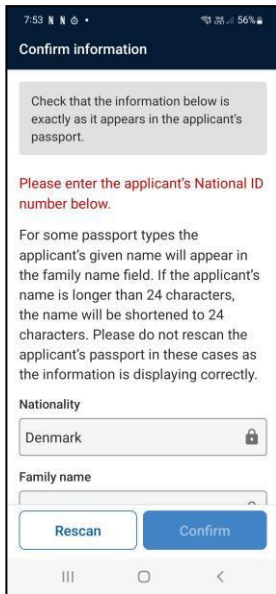 7:53 N N
56%
Confirm information
Check that the information below is
exactly as it appears in the applicant's
passport.
Please enter the applicant's National ID
number below.
For some passport types the
applicant's given name will appear in
the family name field. If the applicant's
name is longer than 24 characters,
the name will be shortened to 24
characters. Please do not rescan the
applicant's passport in these cases as
the information is displaying correctly.
Nationality
Denmark
Family name
Rescan
Confirm